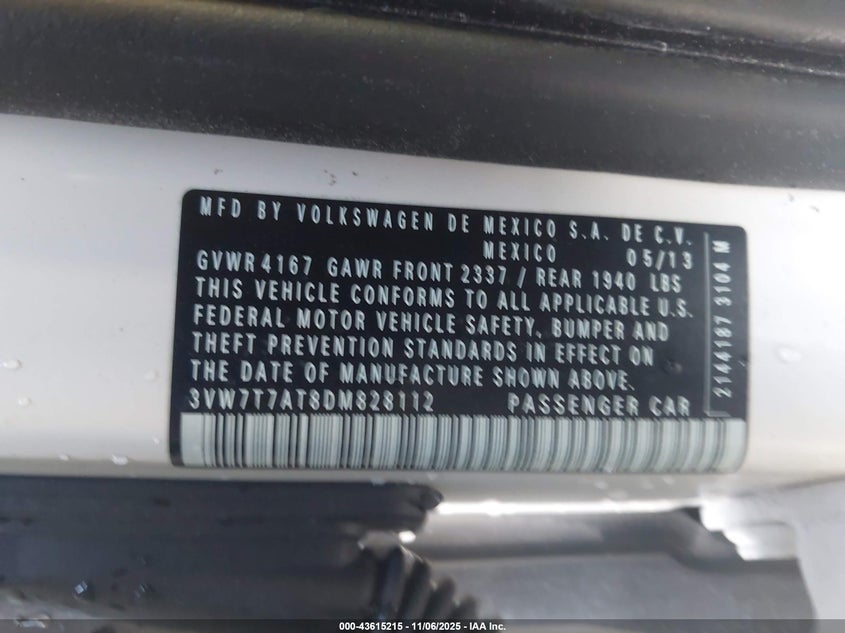 MFD BY VOLKSWAGEN DE MEXICO S.A. DE C.V.
MEXICO 05/13
GVWR 4167 GAWR FRONT 2337 / REAR 1940 LBS
THIS VEHICLE CONFORMS TO ALL APPLICABLE U.S.
FEDERAL MOTOR VEHICLE SAFETY, BUMPER AND
THEFT PREVENTION STANDARDS IN EFFECT ON
THE DATE OF MANUFACTURE SHOWN ABOVE.
3VW7T7AT8DM828112 PASSENGER CAR
2144187 3104 M
000-43615215 - 11/06/2025 - IAA Inc.